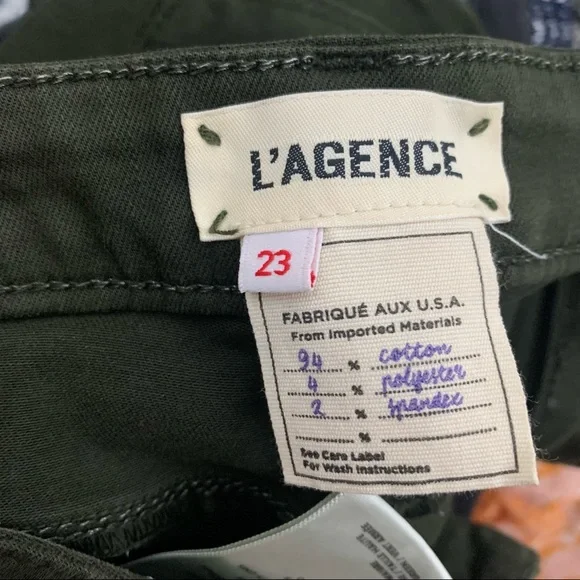 L'AGENCE
23
FABRIQUÉ AUX U.S.A.
From Imported Materials
94 % cotton
4 % polyester
2 % spandex
%
See Care Label
For Wash Instructions